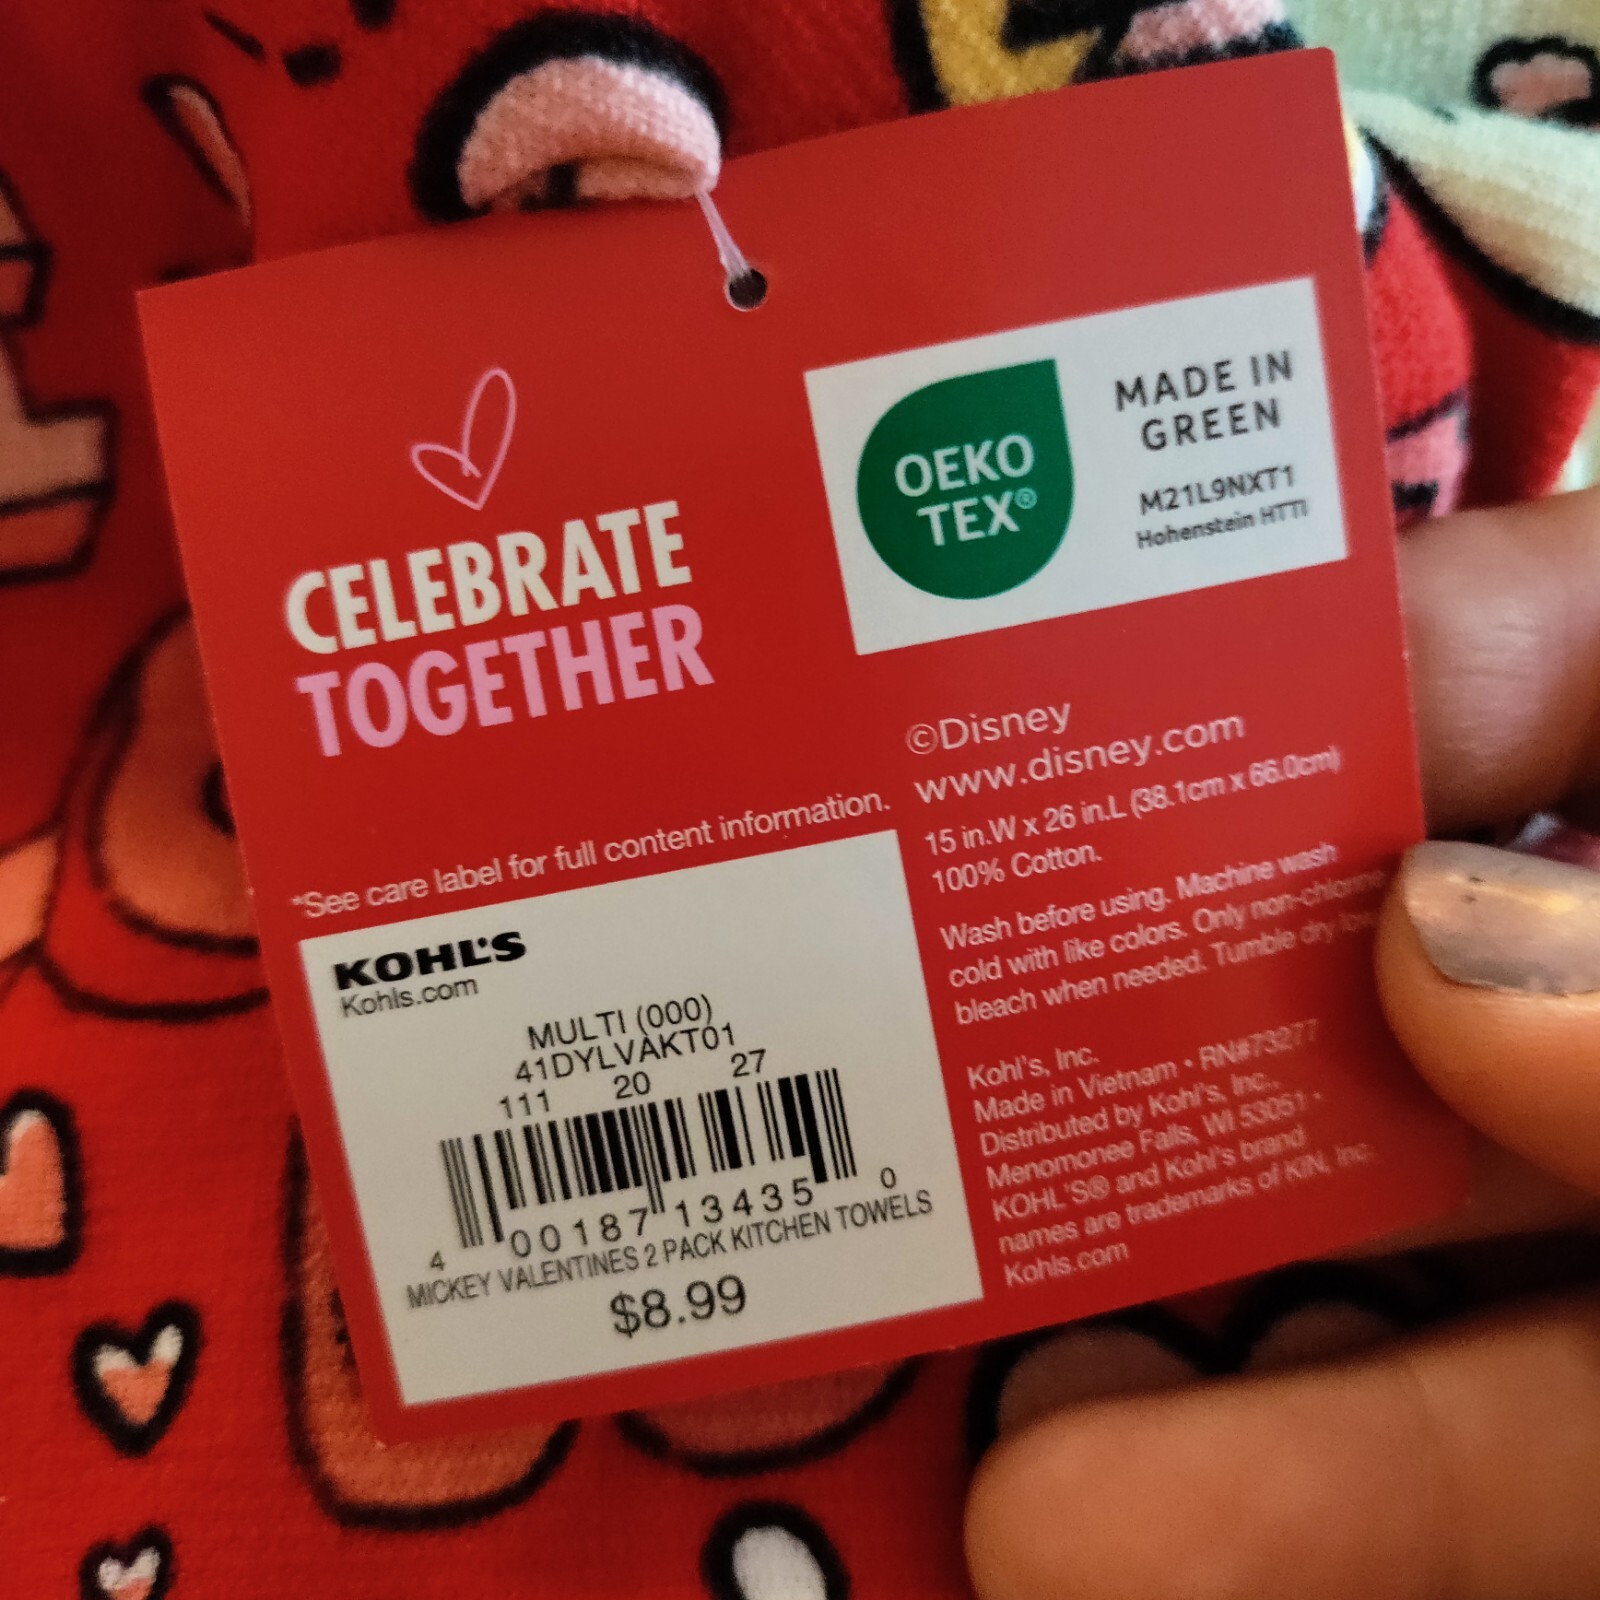 CELEBRATE
TOGETHER
OEKO
TEX®
MADE IN
GREEN
M21L9NXT1
Hohenstein HTTI
©Disney
www.disney.com
15 in.W x 26 in.L (38.1cm x 66.0cm)
100% Cotton.
Wash before using. Machine wash
cold with like colors. Only non-chlorine
bleach when needed. Tumble dry low
Kohl's, Inc.
Made in Vietnam • RN#73277
Distributed by Kohl's, Inc.,
Menomonee Falls, WI 53051 •
KOHL'S® and Kohl's brand
names are trademarks of KIN, Inc.
Kohls.com
*See care label for full content information.
KOHL'S
Kohls.com
MULTI (000)
41DYLVAKT01
111 20 27
4 00187 13435 0
MICKEY VALENTINES 2 PACK KITCHEN TOWELS
$8.99